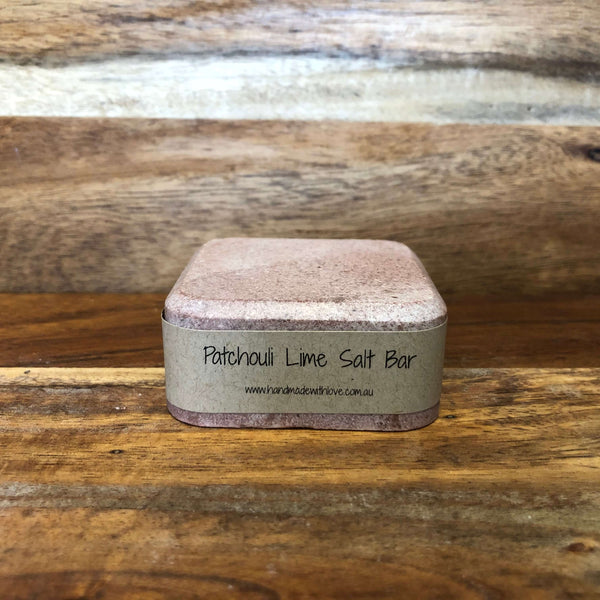 Patchouli Lime Salt Bar
www.handmadewithlove.com.au